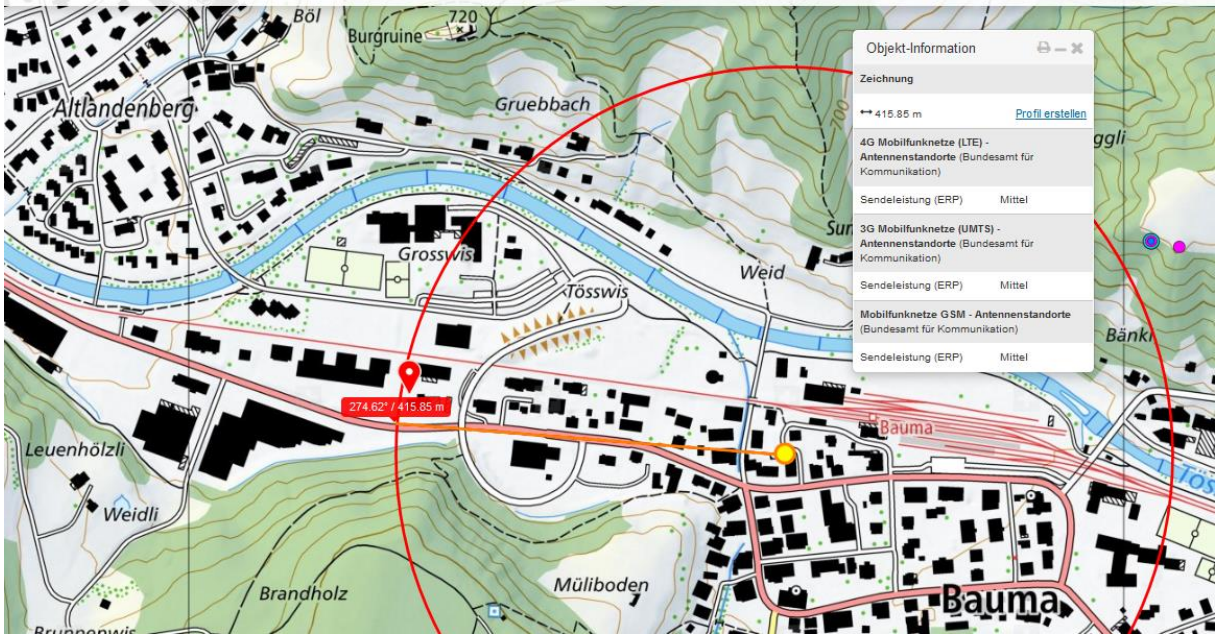 Böl
720
Burgruine
Altlandenberg
Gruebbach
Grosswis
Weid
Tösswis
Bänkl
Leuenhölzli
Weidli
Brandholz
Müliboden
Bauma
Bauma
274.62° / 415.85 m
700
Objekt-Information
Zeichnung
415.85 m Profil erstellen
4G Mobilfunknetze (LTE) -
Antennenstandorte (Bundesamt für
Kommunikation)
Sendeleistung (ERP) Mittel
3G Mobilfunknetze (UMTS) -
Antennenstandorte (Bundesamt für
Kommunikation)
Sendeleistung (ERP) Mittel
Mobilfunknetze GSM - Antennenstandorte
(Bundesamt für Kommunikation)
Sendeleistung (ERP) Mittel